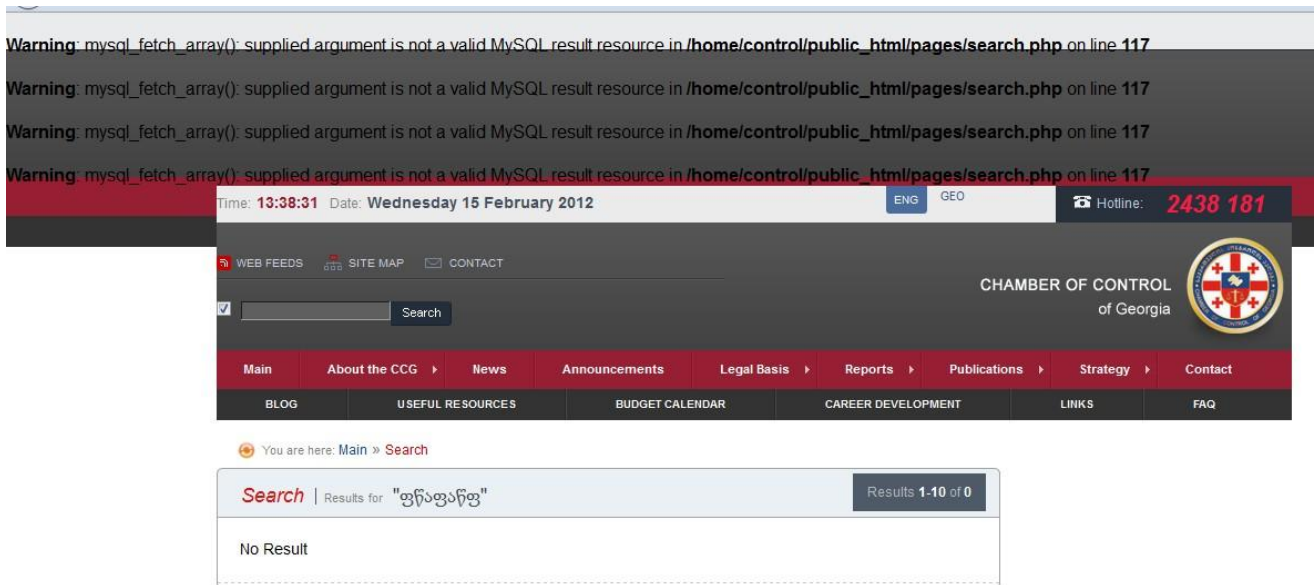 Warning: mysql_fetch_array(): supplied argument is not a valid MySQL result resource in /home/control/public_html/pages/search.php on line 117
Warning: mysql_fetch_array(): supplied argument is not a valid MySQL result resource in /home/control/public_html/pages/search.php on line 117
Warning: mysql_fetch_array(): supplied argument is not a valid MySQL result resource in /home/control/public_html/pages/search.php on line 117
Warning: mysql_fetch_array(): supplied argument is not a valid MySQL result resource in /home/control/public_html/pages/search.php on line 117
Time: 13:38:31 Date: Wednesday 15 February 2012 ENG GEO Hotline: 2438 181
WEB FEEDS SITE MAP CONTACT
CHAMBER OF CONTROL
of Georgia
Search
Main About the CCG News Announcements Legal Basis Reports Publications Strategy Contact
BLOG USEFUL RESOURCES BUDGET CALENDAR CAREER DEVELOPMENT LINKS FAQ
You are here: Main » Search
Search | Results for "ფწაფაწფ" Results 1-10 of 0
No Result